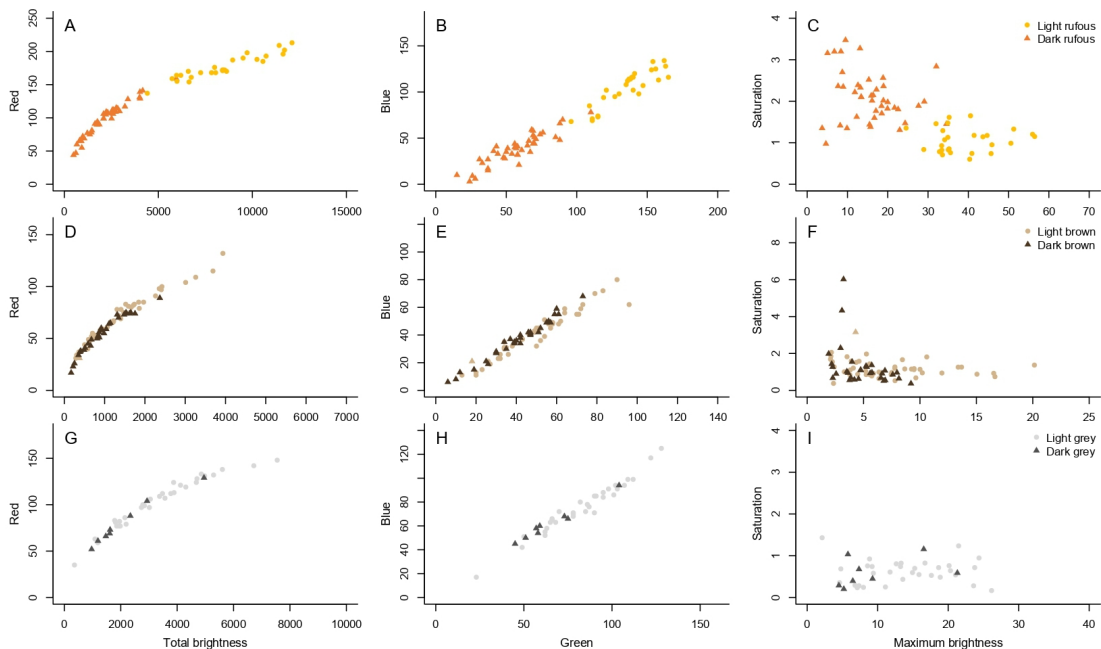 A
Red
0 50 100 150 200 250
0 5000 10000 15000
B
Blue
0 50 100 150
0 50 100 150 200
C
Light rufous
Dark rufous
Saturation
0 1 2 3 4
0 10 20 30 40 50 60 70
D
Red
0 50 100 150
0 1000 2000 3000 4000 5000 6000 7000
E
Blue
0 20 40 60 80 100 120
0 20 40 60 80 100 120 140
F
Light brown
Dark brown
Saturation
0 2 4 6 8
0 5 10 15 20 25
G
Red
0 50 100 150
0 2000 4000 6000 8000 10000
Total brightness
H
Blue
0 20 40 60 80 120
0 50 100 150
Green
I
Light grey
Dark grey
Saturation
0 1 2 3 4
0 10 20 30 40
Maximum brightness